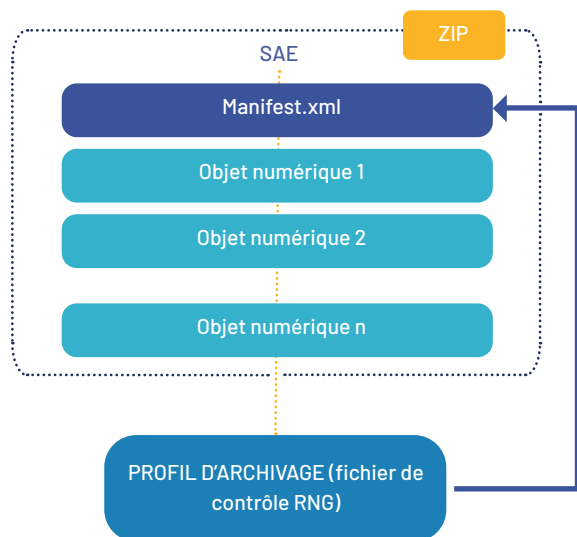 ZIP
SAE
Manifest.xml
Objet numérique 1
Objet numérique 2
Objet numérique n
PROFIL D'ARCHIVAGE (fichier de
contrôle RNG)